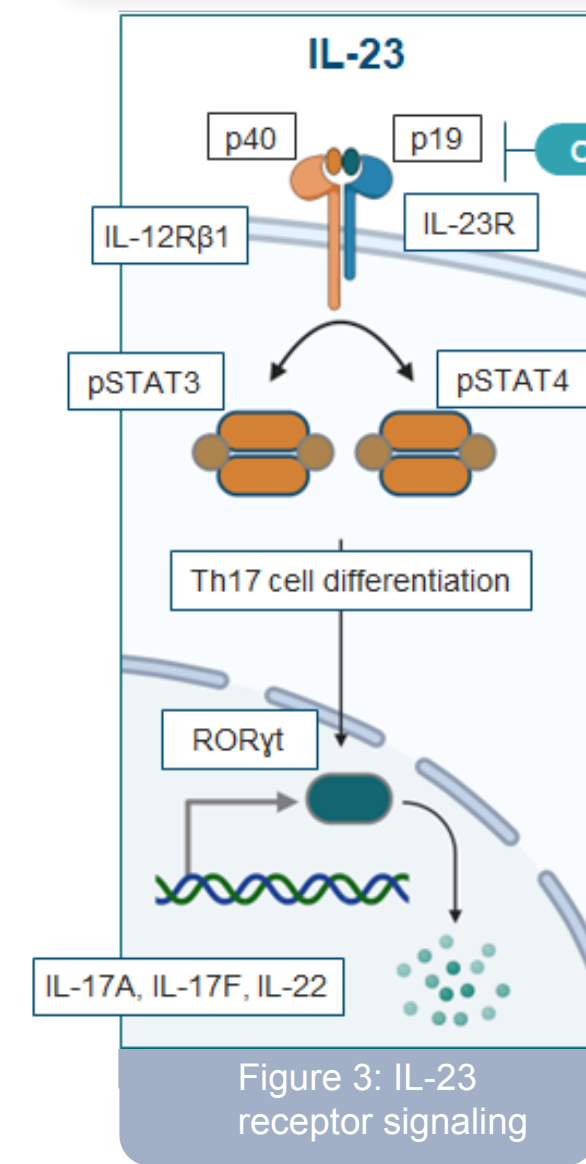 IL-23
p40
p19
IL-12Rβ1
IL-23R
pSTAT3
pSTAT4
Th17 cell differentiation
RORγt
IL-17A, IL-17F, IL-22
Figure 3: IL-23
receptor signaling